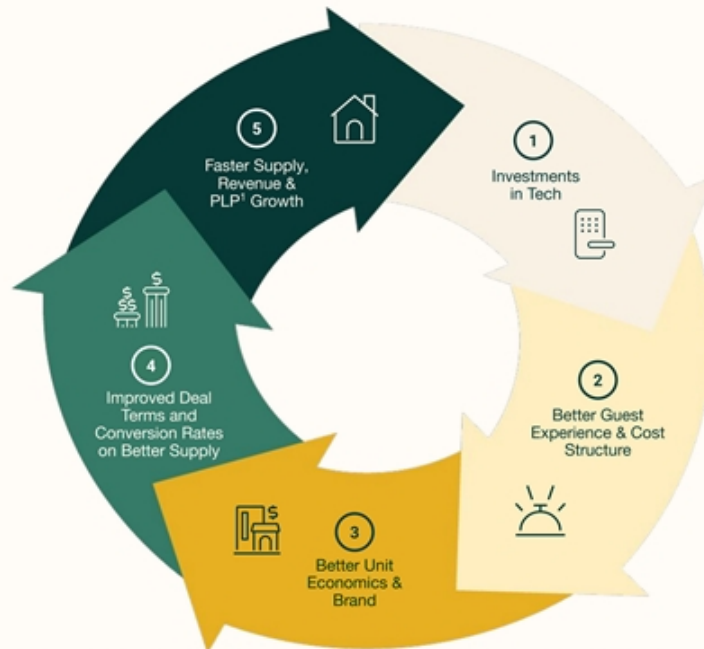 1
Investments
in Tech
2
Better Guest
Experience & Cost
Structure
3
Better Unit
Economics &
Brand
4
Improved Deal
Terms and
Conversion Rates
on Better Supply
5
Faster Supply,
Revenue &
PLP¹ Growth
$
$$
$
$